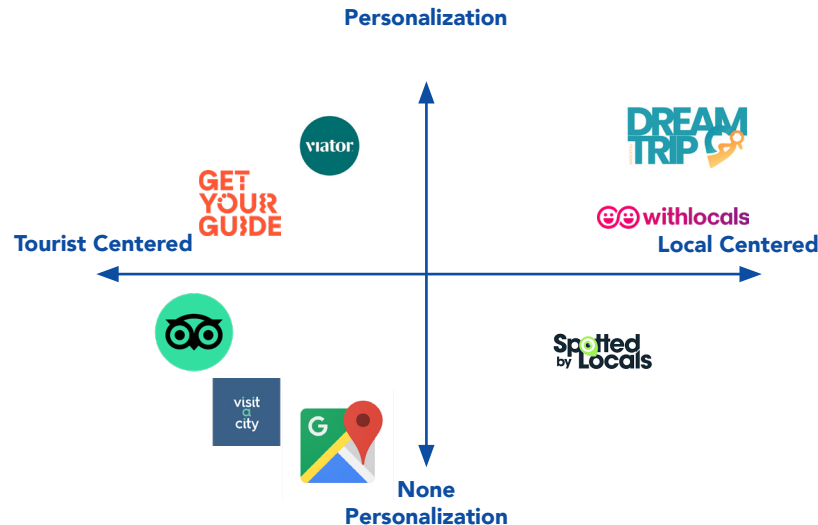 Personalization
viator
DREAM
TRIP
GET
YOUR
GUIDE
withlocals
Tourist Centered
Local Centered
Spotted
by Locals
visit
a
city
G
None
Personalization